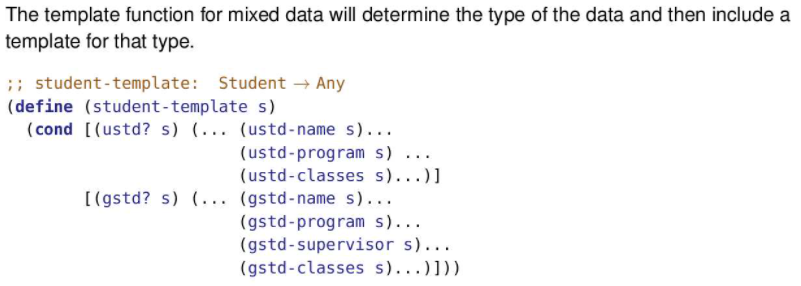 The template function for mixed data will determine the type of the data and then include a
template for that type.
;; student-template: Student → Any
(define (student-template s)
(cond [(ustd? s) (... (ustd-name s)...
(ustd-program s) ...
(ustd-classes s)...)]
[(gstd? s) (... (gstd-name s)...
(gstd-program s)...
(gstd-supervisor s)...
(gstd-classes s)...)]))